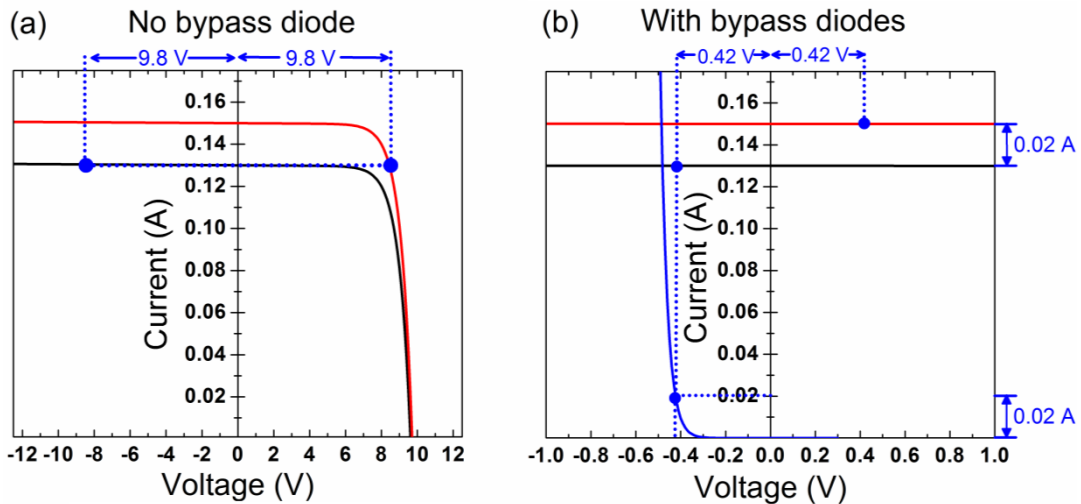 (a) No bypass diode
9.8 V 9.8 V
0.16
0.14
0.12
0.10
0.08
0.06
0.04
0.02
Current (A)
-12 -10 -8 -6 -4 -2 0 2 4 6 8 10 12
Voltage (V)
(b) With bypass diodes
0.42 V 0.42 V
0.16
0.14
0.12
0.10
0.08
0.06
0.04
0.02
Current (A)
0.02 A
0.02 A
-1.0 -0.8 -0.6 -0.4 -0.2 0.0 0.2 0.4 0.6 0.8 1.0
Voltage (V)